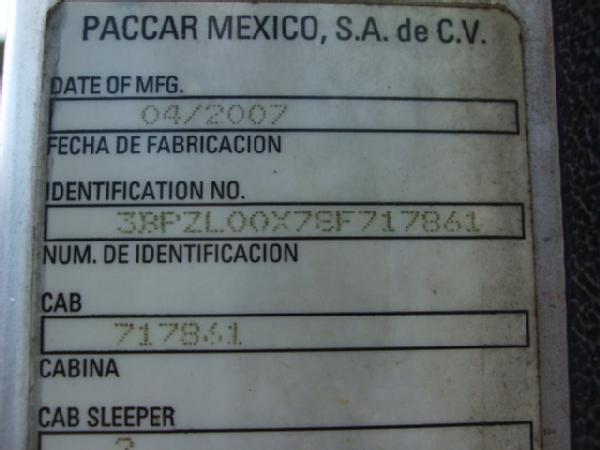 PACCAR MEXICO, S.A. de C.V.
DATE OF MFG.
04/2007
FECHA DE FABRICACION
IDENTIFICATION NO.
3BPZL00X78F717861
NUM. DE IDENTIFICACION
CAB
717861
CABINA
CAB SLEEPER